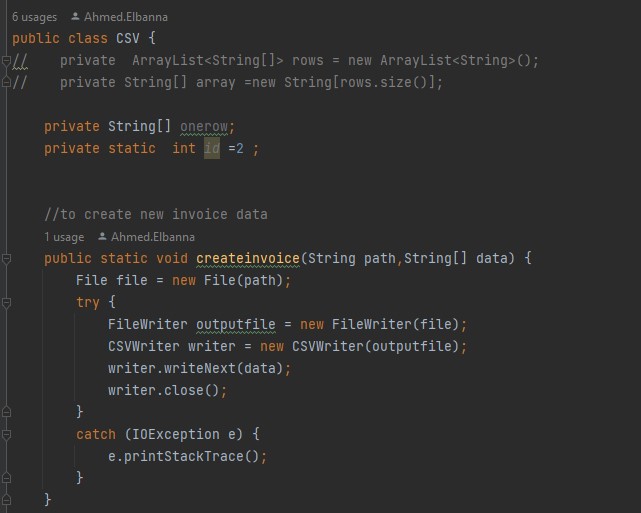 6 usages Ahmed.Elbanna
public class CSV {
// private  ArrayList<String[]> rows = new ArrayList<String>();
// private String[] array =new String[rows.size()];
private String[] onerow;
private static  int id =2 ;
//to create new invoice data
1 usage Ahmed.Elbanna
public static void createinvoice(String path,String[] data) {
File file = new File(path);
try {
FileWriter outputfile = new FileWriter(file);
CSVWriter writer = new CSVWriter(outputfile);
writer.writeNext(data);
writer.close();
}
catch (IOException e) {
e.printStackTrace();
}
}